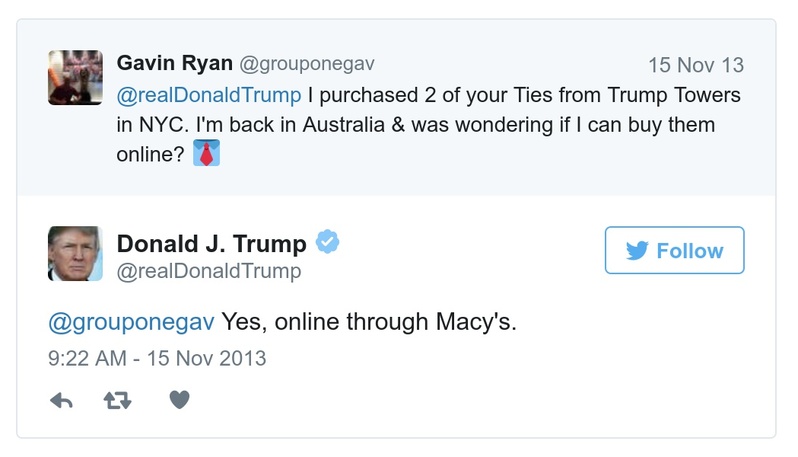 Gavin Ryan @grouponegav 15 Nov 13
@realDonaldTrump I purchased 2 of your Ties from Trump Towers
in NYC. I'm back in Australia & was wondering if I can buy them
online? 👔
Donald J. Trump
@realDonaldTrump
Follow
@grouponegav Yes, online through Macy's.
9:22 AM - 15 Nov 2013